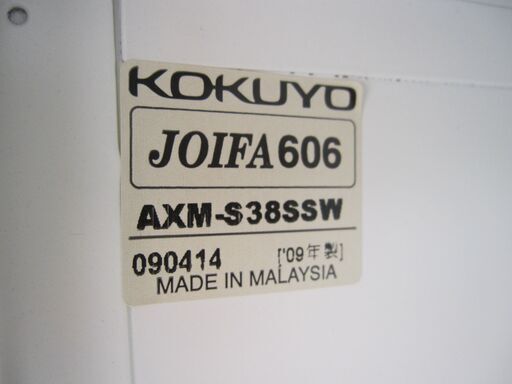 KOKUYO
JOIFA606
AXM-S38SSW
090414 ['09年製]
MADE IN MALAYSIA